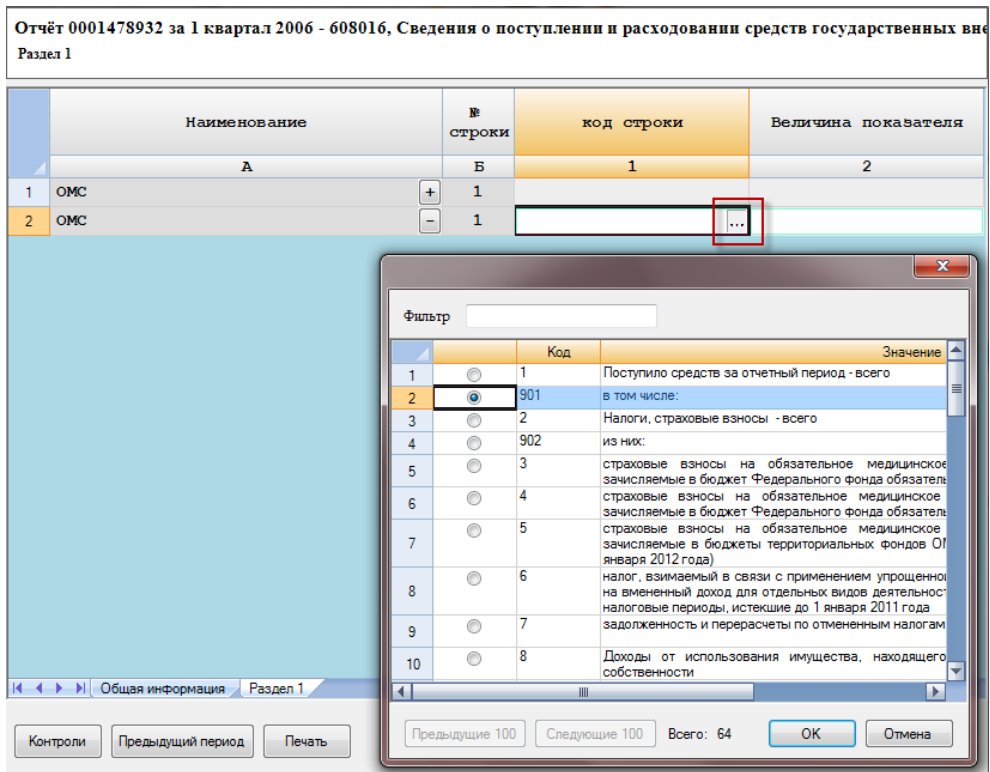 Отчёт 0001478932 за 1 квартал 2006 - 608016, Сведения о поступлении и расходовании средств государственных вне
Раздел 1
Наименование № строки код строки Величина показателя
А Б 1 2
1 ОМС + 1
2 ОМС - 1 ...
Фильтр
Код Значение
1 1 Поступило средств за отчетный период - всего
2 901 в том числе:
3 2 Налоги, страховые взносы - всего
4 902 из них:
5 3 страховые взносы на обязательное медицинское
зачисляемые в бюджет Федерального фонда обязатель
6 4 страховые взносы на обязательное медицинское
зачисляемые в бюджет Федерального фонда обязатель
7 5 страховые взносы на обязательное медицинское
зачисляемые в бюджеты территориальных фондов ОМ
января 2012 года)
8 6 налог, взимаемый в связи с применением упрощенно
на вмененный доход для отдельных видов деятельност
налоговые периоды, истекшие до 1 января 2011 года
9 7 задолженность и перерасчеты по отмененным налогам
10 8 Доходы от использования имущества, находящего
собственности
Общая информация Раздел 1
Контроли Предыдущий период Печать
Предыдущие 100 Следующие 100 Всего: 64 OK Отмена